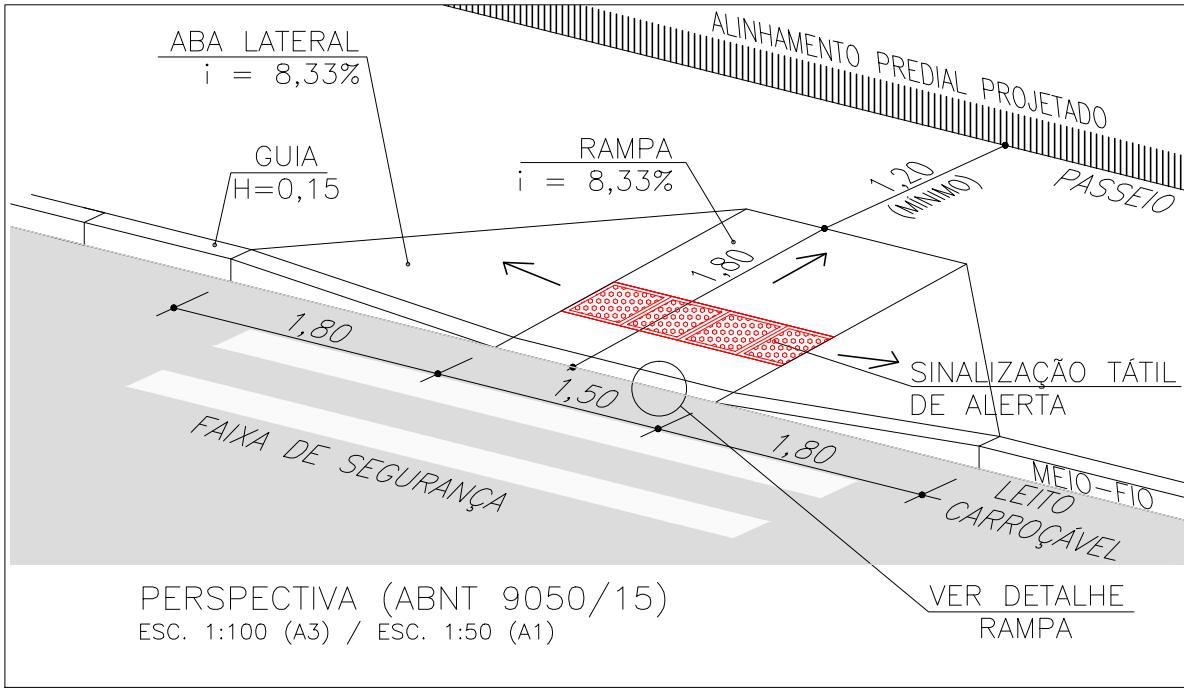 ALINHAMENTO PREDIAL PROJETADO
ABA LATERAL
i = 8,33%
GUIA
H=0,15
RAMPA
i = 8,33%
1,20
(MÍNIMO)
PASSEIO
1,80
1,80
1,50
1,80
SINALIZAÇÃO TÁTIL
DE ALERTA
FAIXA DE SEGURANÇA
MEIO-FIO
LEITO
CARROÇÁVEL
VER DETALHE
RAMPA
PERSPECTIVA (ABNT 9050/15)
ESC. 1:100 (A3) / ESC. 1:50 (A1)